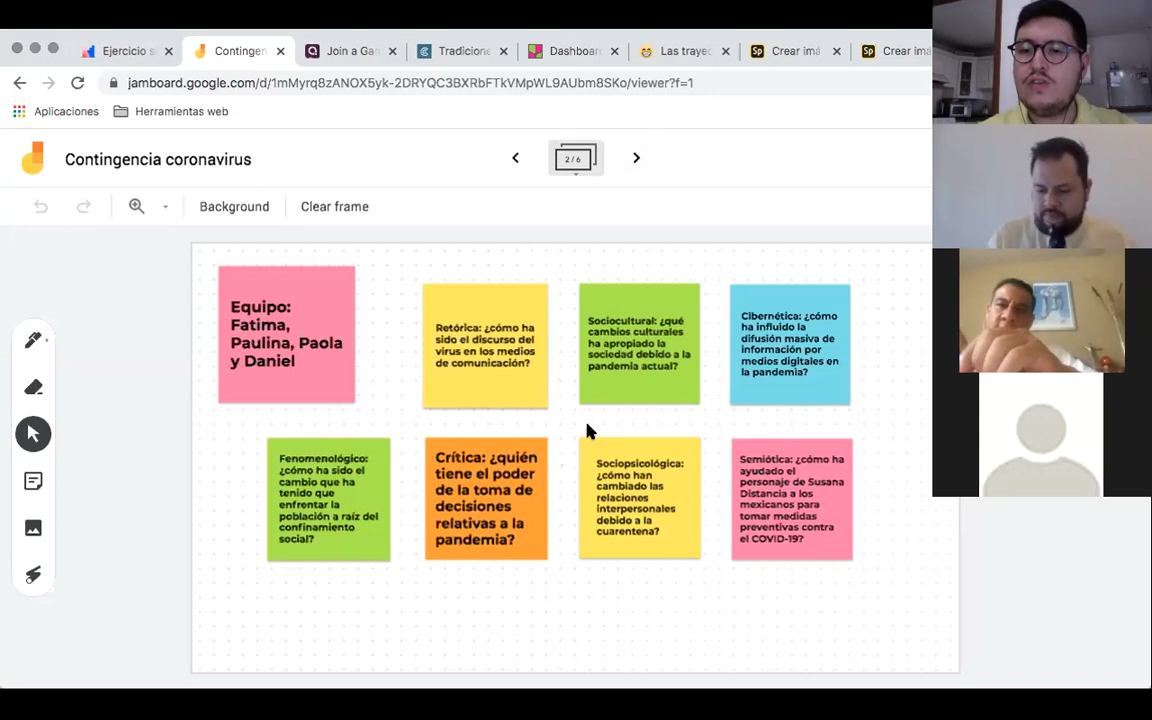 Ejercicio s
Contingen
Join a Gam
Tradicione
Dashboar
Las trayec
Crear imá
Crear imá
jamboard.google.com/d/1mMyrq8zANOX5yk-2DRYQC3BXRbFTkVMpWL9AUbm8SKo/viewer?f=1
Aplicaciones
Herramientas web
Contingencia coronavirus
2 / 6
Background
Clear frame
Equipo:
Fatima,
Paulina, Paola
y Daniel
Retórica: ¿cómo ha
sido el discurso del
virus en los medios
de comunicación?
Sociocultural: ¿qué
cambios culturales
ha apropiado la
sociedad debido a la
pandemia actual?
Cibernética: ¿cómo
ha influido la
difusión masiva de
información por
medios digitales en
la pandemia?
Fenomenológico:
¿cómo ha sido el
cambio que ha
tenido que
enfrentar la
población a raíz del
confinamiento
social?
Crítica: ¿quién
tiene el poder
de la toma de
decisiones
relativas a la
pandemia?
Sociopsicológica:
¿cómo han
cambiado las
relaciones
interpersonales
debido a la
cuarentena?
Semiótica: ¿cómo ha
ayudado el
personaje de Susana
Distancia a los
mexicanos para
tomar medidas
preventivas contra
el COVID-19?